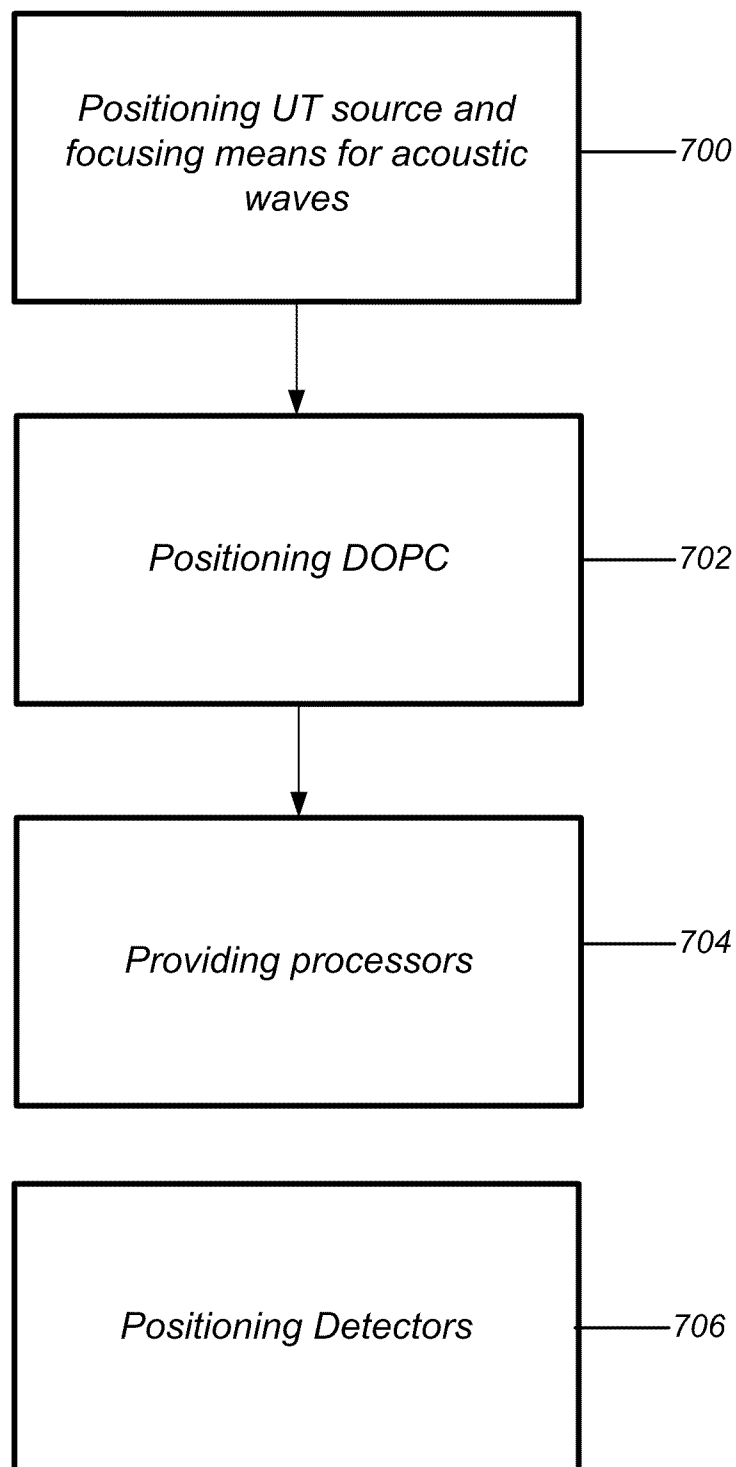 Positioning UT source and
focusing means for acoustic
waves
700
Positioning DOPC
702
Providing processors
704
Positioning Detectors
706